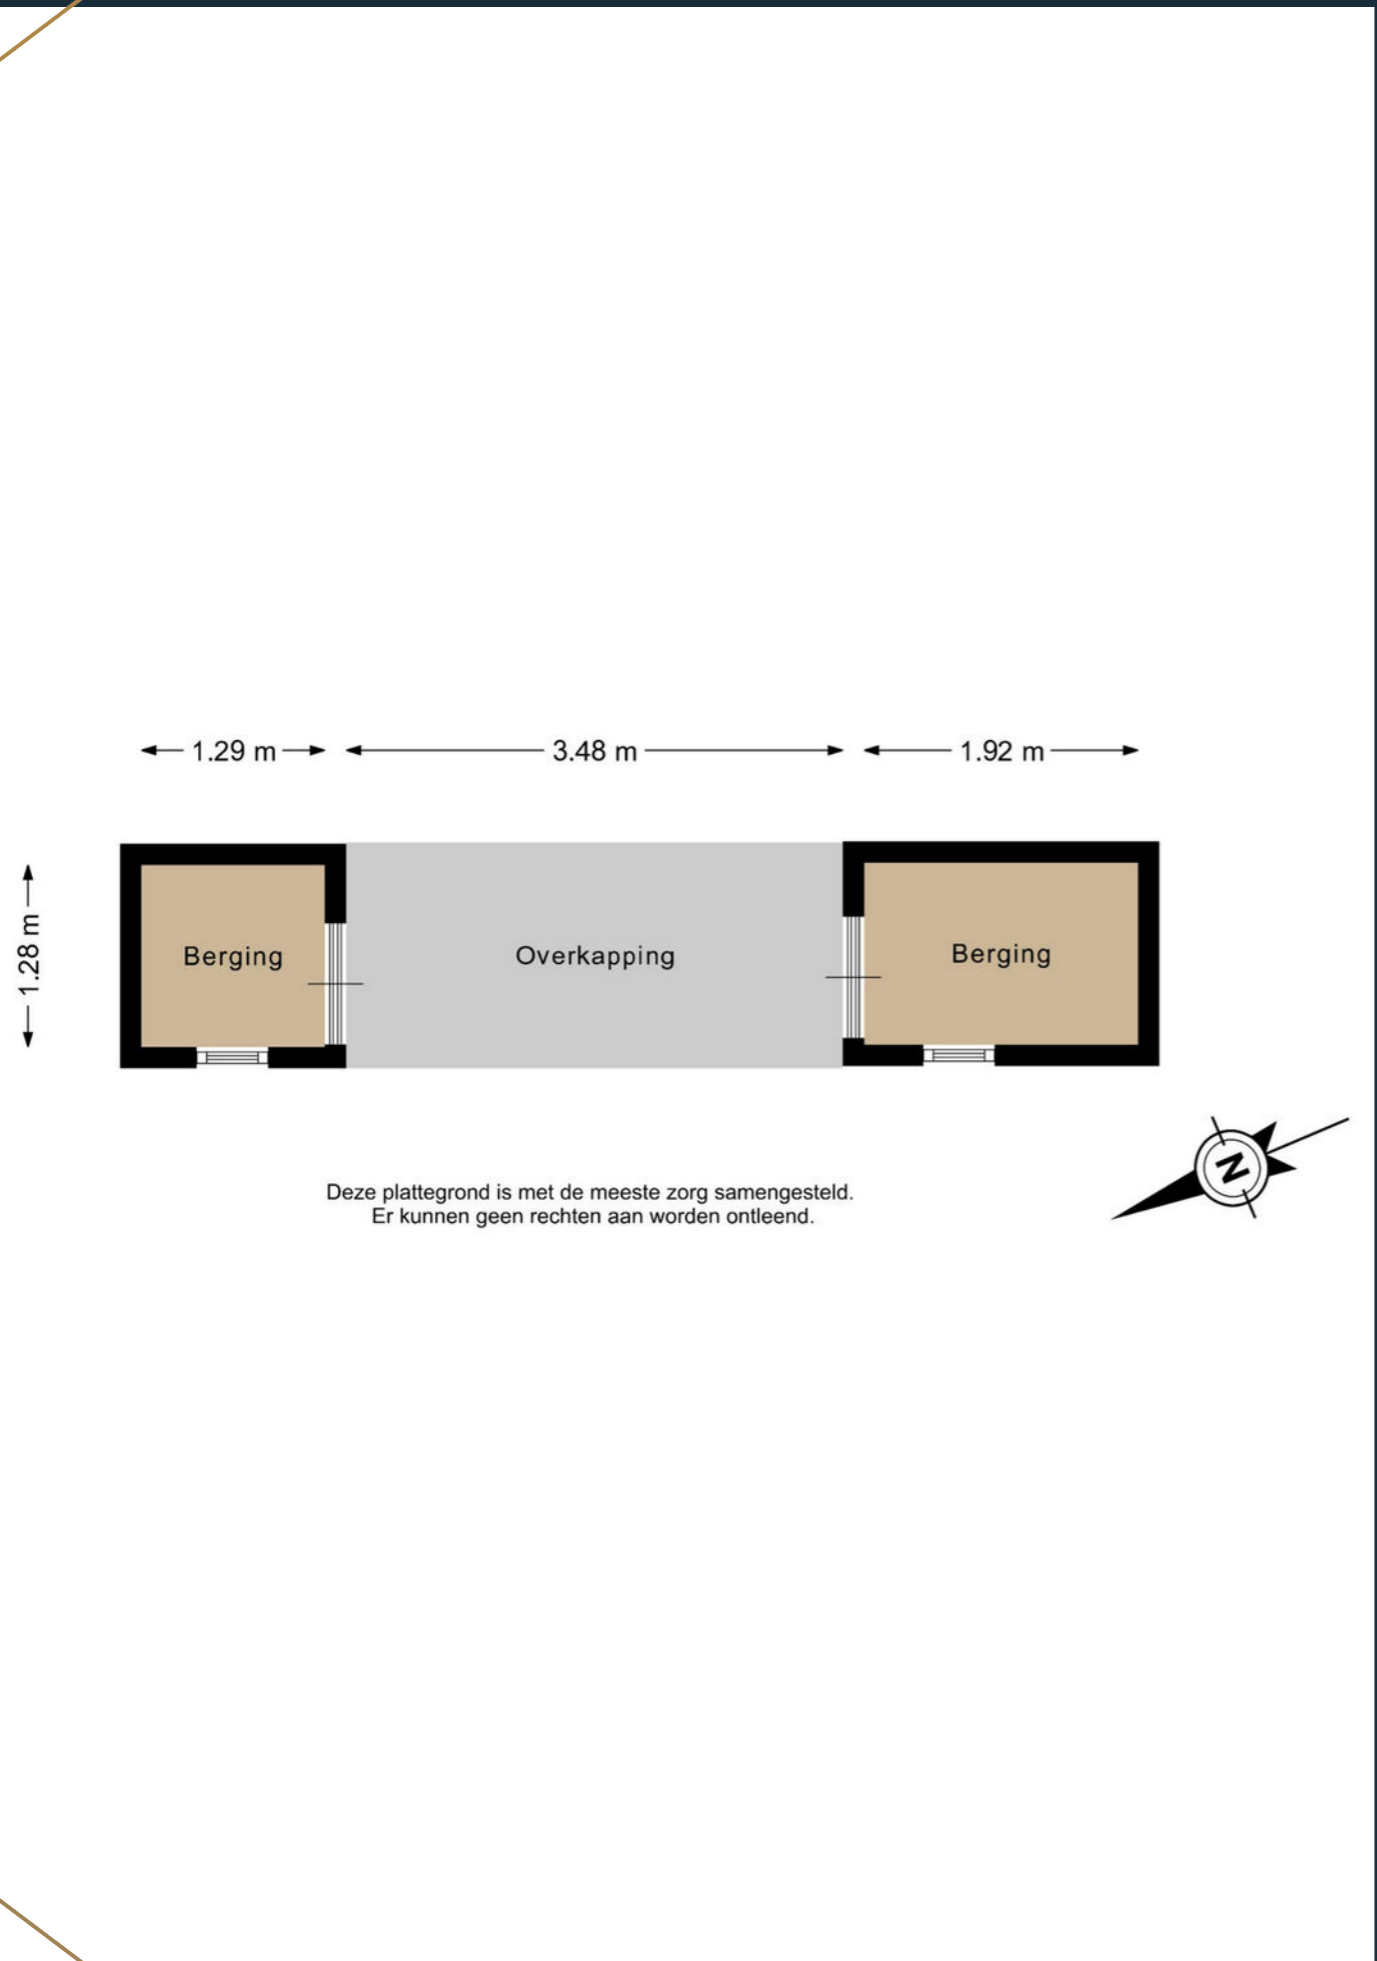 1.29 m
3.48 m
1.92 m
1.28 m
Berging
Overkapping
Berging
N
Deze plattegrond is met de meeste zorg samengesteld.
Er kunnen geen rechten aan worden ontleend.